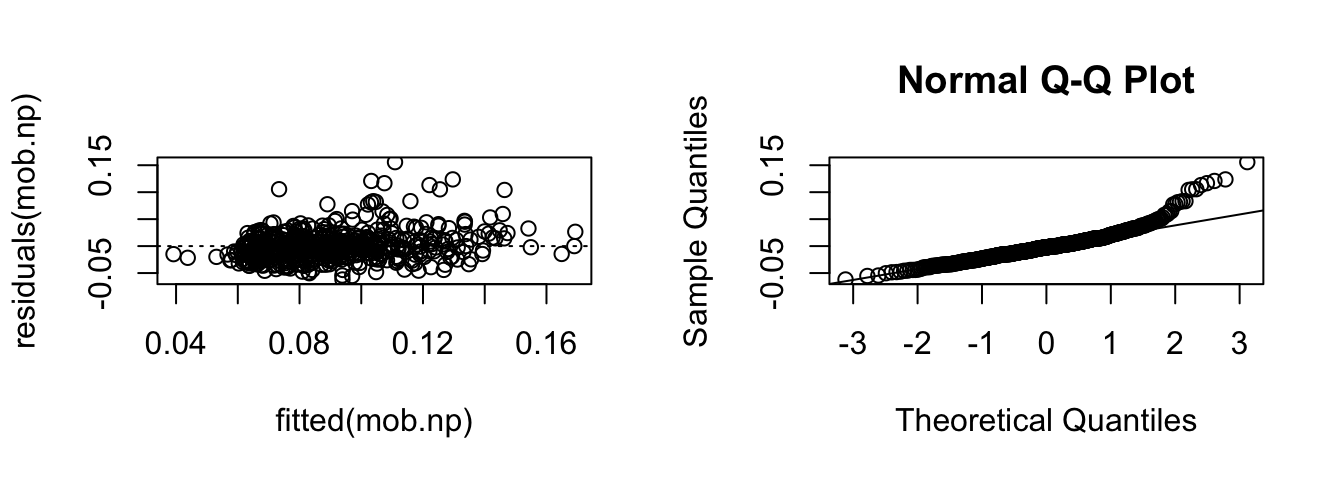 residuals(mob.np)
0.15
-0.05
0.04 0.08 0.12 0.16
fitted(mob.np)
Normal Q-Q Plot
Sample Quantiles
0.15
-0.05
-3 -2 -1 0 1 2 3
Theoretical Quantiles